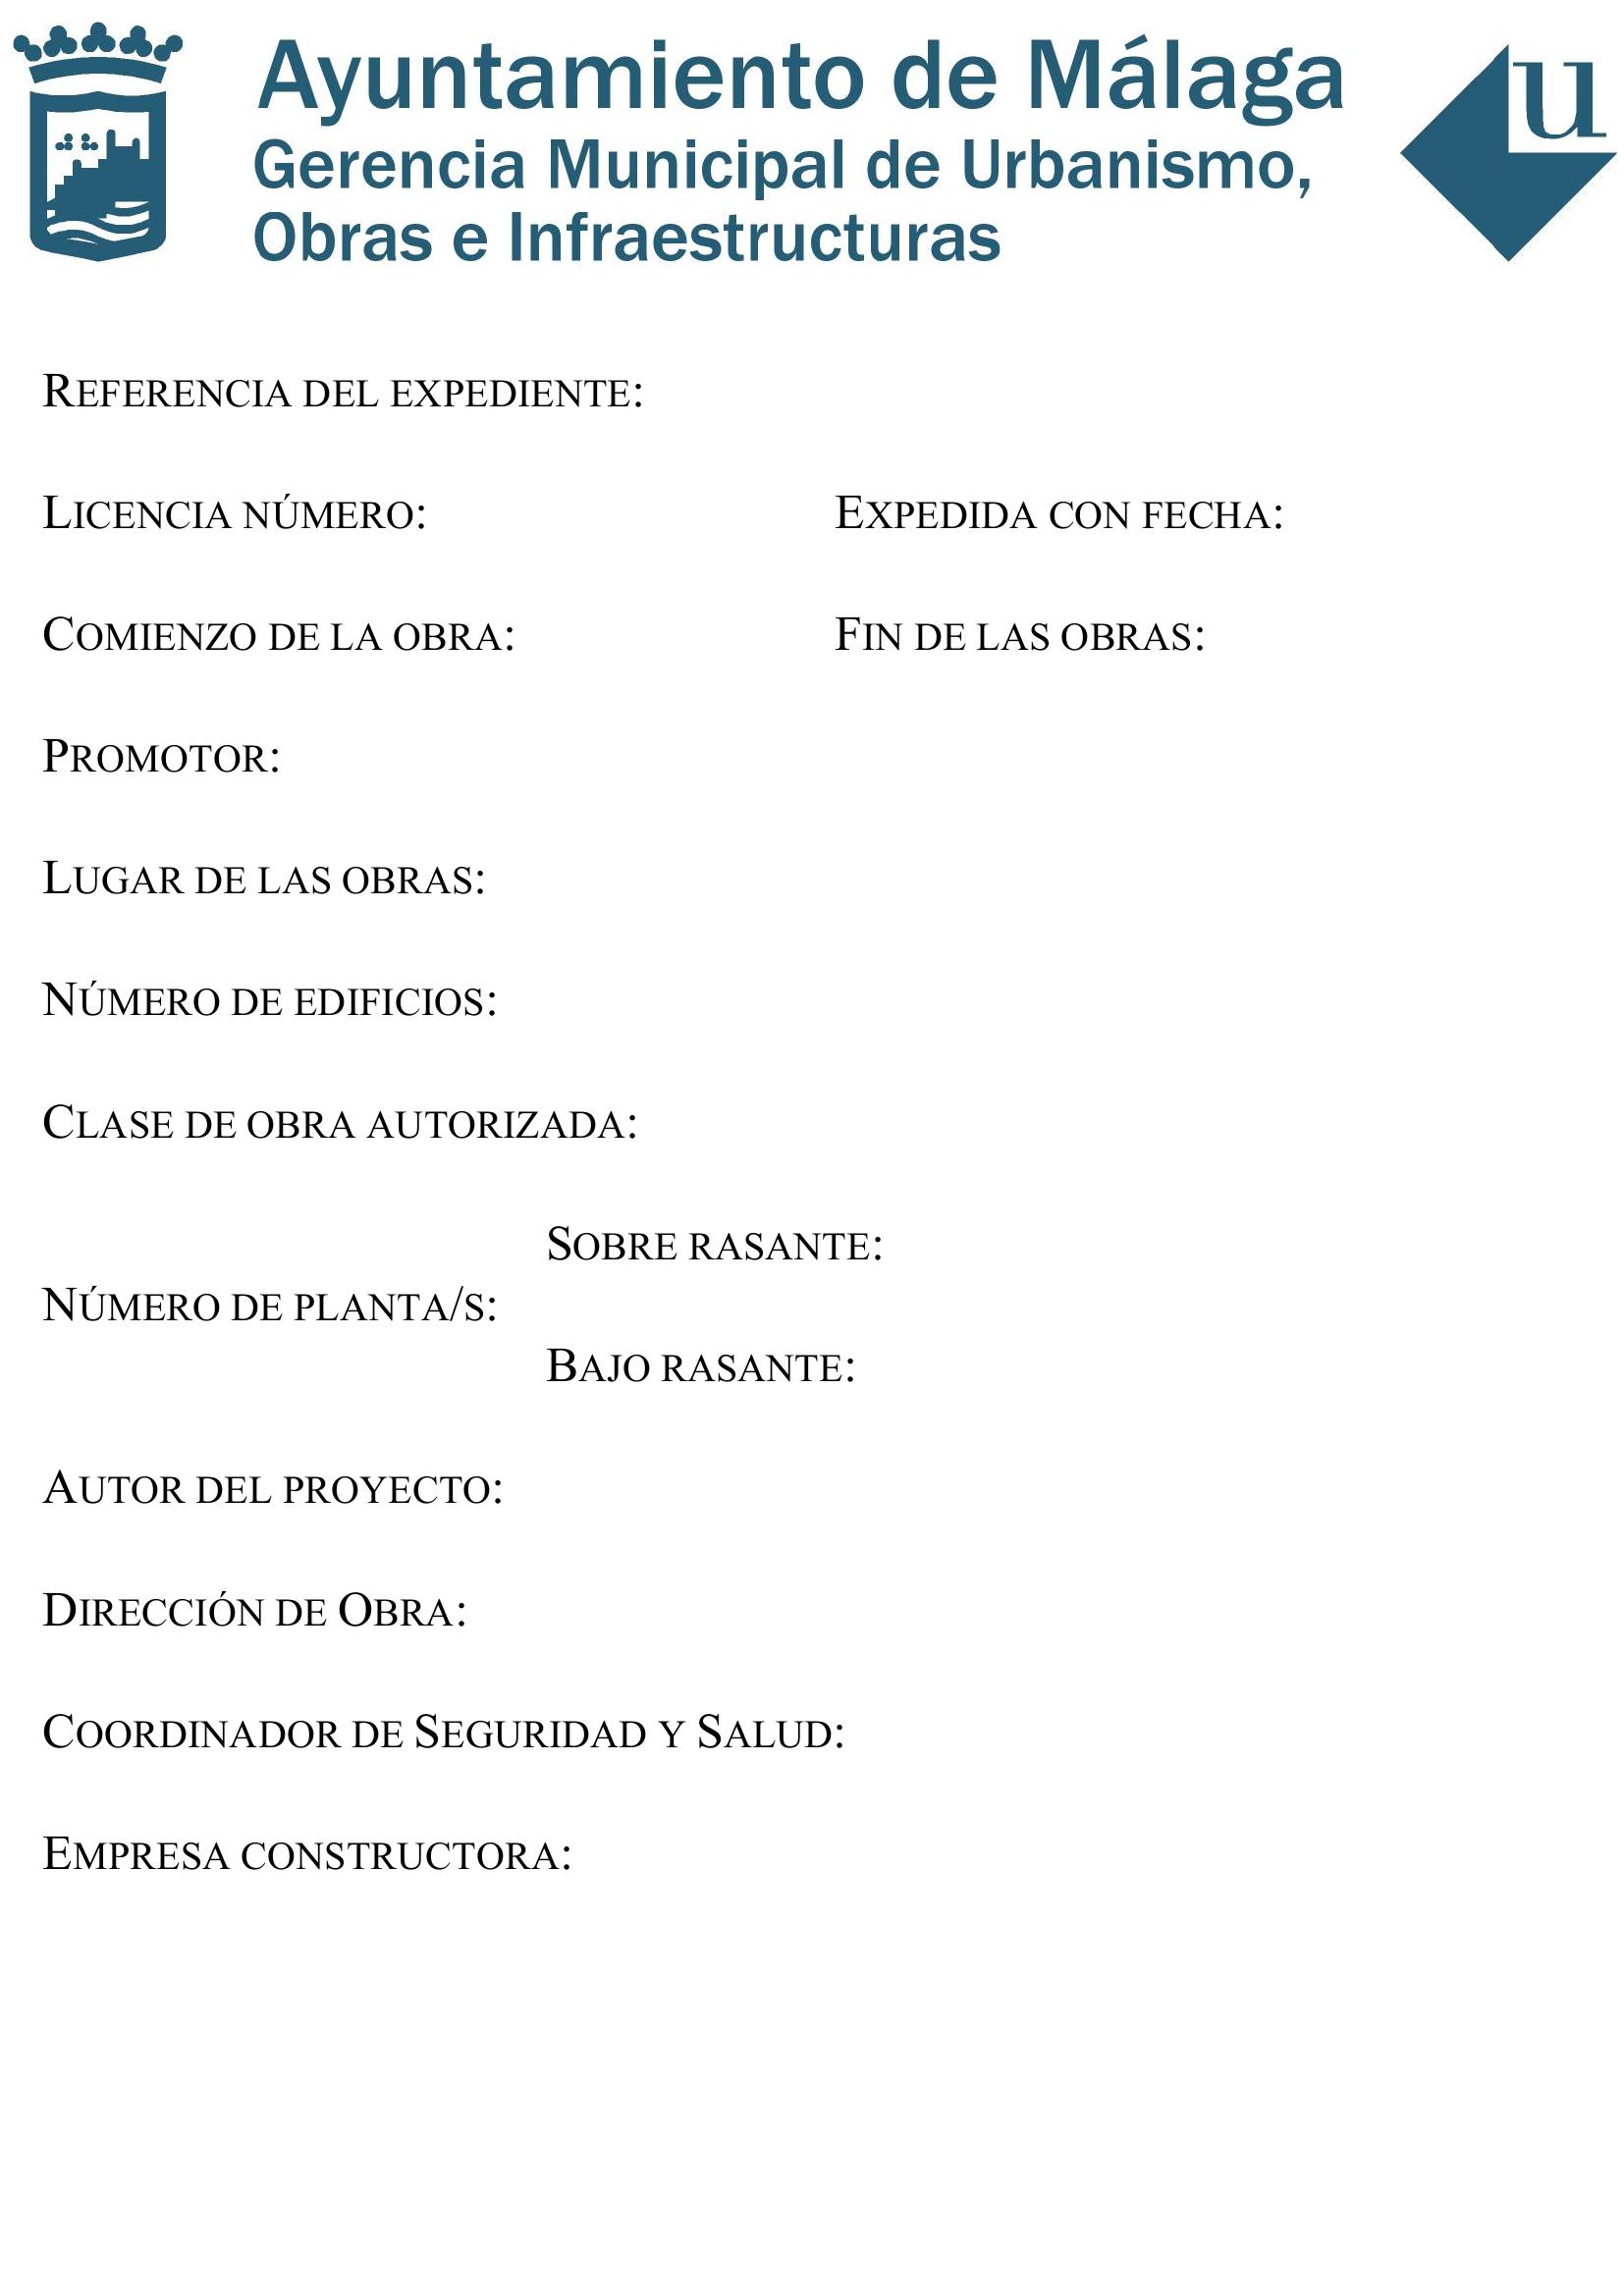 Ayuntamiento de Málaga
Gerencia Municipal de Urbanismo,
Obras e Infraestructuras
u
REFERENCIA DEL EXPEDIENTE:
LICENCIA NÚMERO: EXPEDIDA CON FECHA:
COMIENZO DE LA OBRA: FIN DE LAS OBRAS:
PROMOTOR:
LUGAR DE LAS OBRAS:
NÚMERO DE EDIFICIOS:
CLASE DE OBRA AUTORIZADA:
SOBRE RASANTE:
NÚMERO DE PLANTA/S:
BAJO RASANTE:
AUTOR DEL PROYECTO:
DIRECCIÓN DE OBRA:
COORDINADOR DE SEGURIDAD Y SALUD:
EMPRESA CONSTRUCTORA: